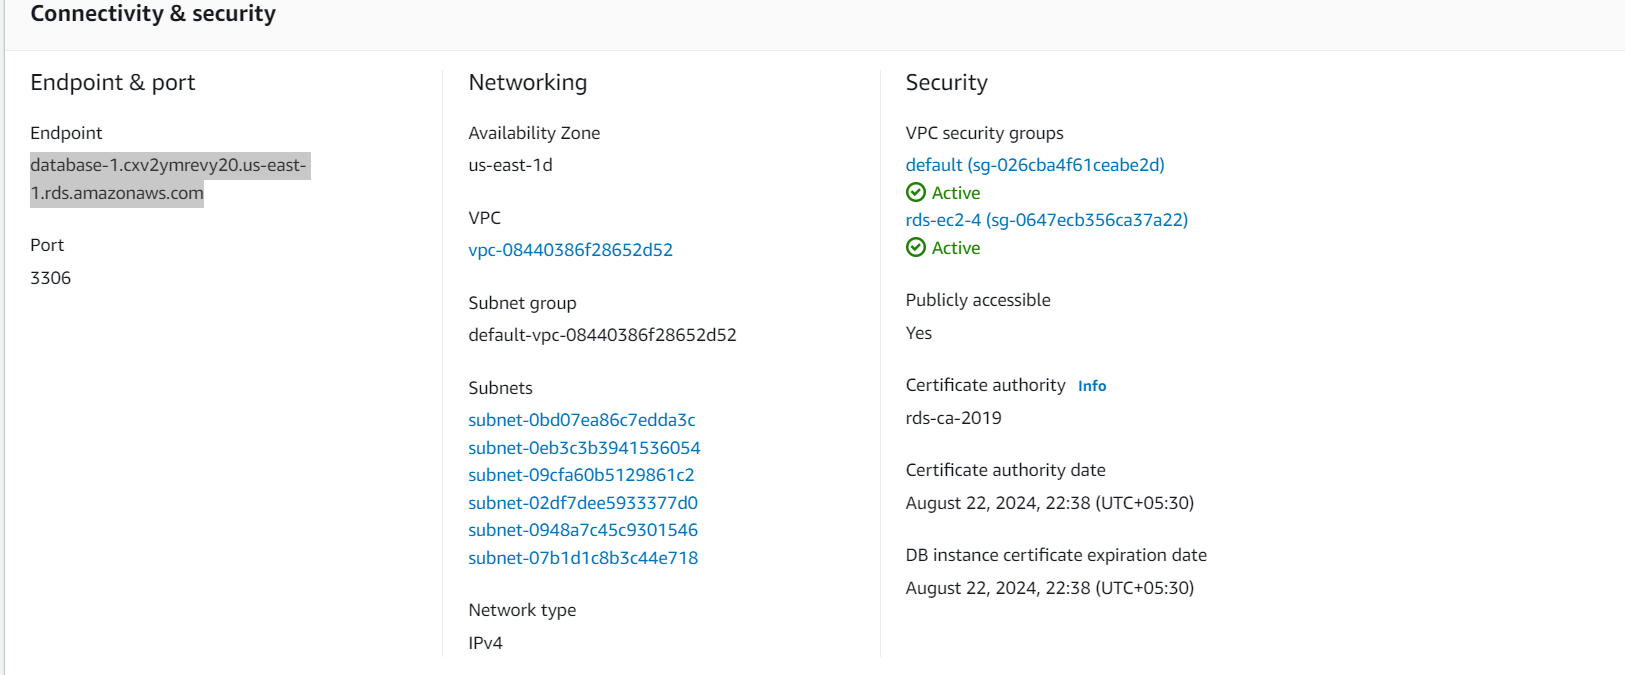 Connectivity & security
Endpoint & port
Endpoint
database-1.cxv2ymrevy20.us-east-
1.rds.amazonaws.com
Port
3306
Networking
Availability Zone
us-east-1d
VPC
vpc-08440386f28652d52
Subnet group
default-vpc-08440386f28652d52
Subnets
subnet-0bd07ea86c7edda3c
subnet-0eb3c3b3941536054
subnet-09cfa60b5129861c2
subnet-02df7dee5933377d0
subnet-0948a7c45c9301546
subnet-07b1d1c8b3c44e718
Network type
IPv4
Security
VPC security groups
default (sg-026cba4f61ceabe2d)
Active
rds-ec2-4 (sg-0647ecb356ca37a22)
Active
Publicly accessible
Yes
Certificate authority Info
rds-ca-2019
Certificate authority date
August 22, 2024, 22:38 (UTC+05:30)
DB instance certificate expiration date
August 22, 2024, 22:38 (UTC+05:30)